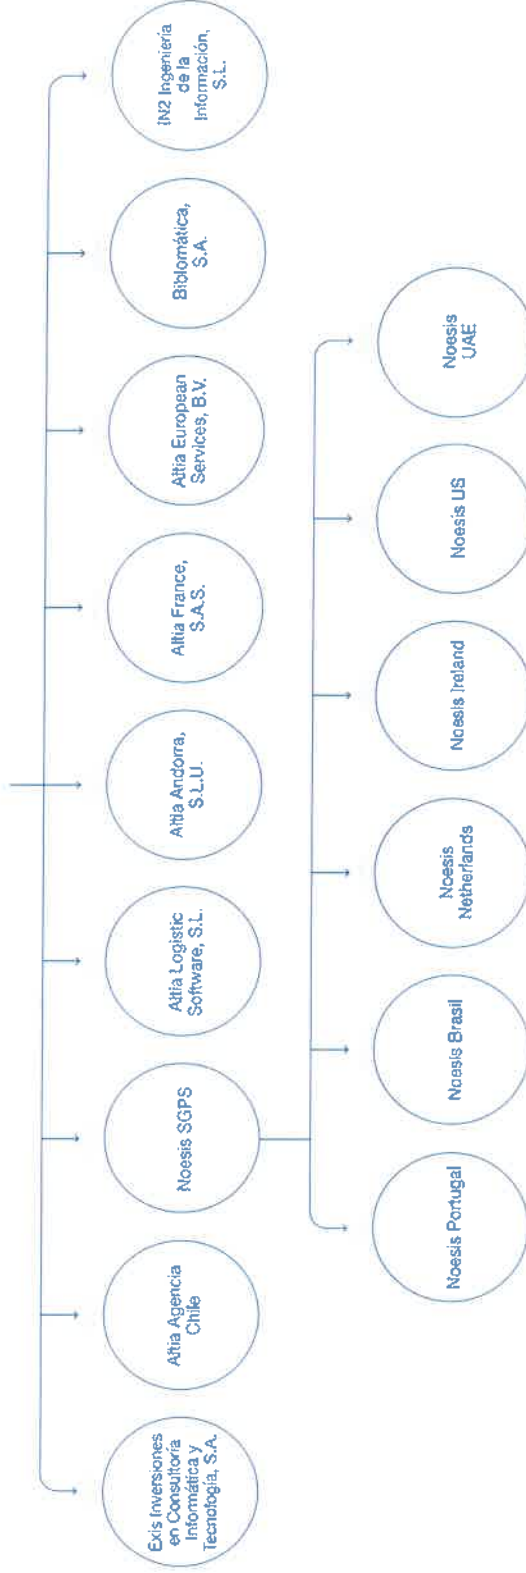 Exis Inversiones
en Consultoría
Informática y
Tecnología, S.A.
Altia Agencia
Chile
Noesis SGPS
Altia Logistic
Software, S.L.
Altia Andorra,
S.L.U.
Altia France,
S.A.S.
Altia European
Services, B.V.
Bibliomática,
S.A.
IN2 Ingeniería
de la
Información,
S.L.
Noesis Portugal
Noesis Brasil
Noesis
Netherlands
Noesis Ireland
Noesis US
Noesis
UAE